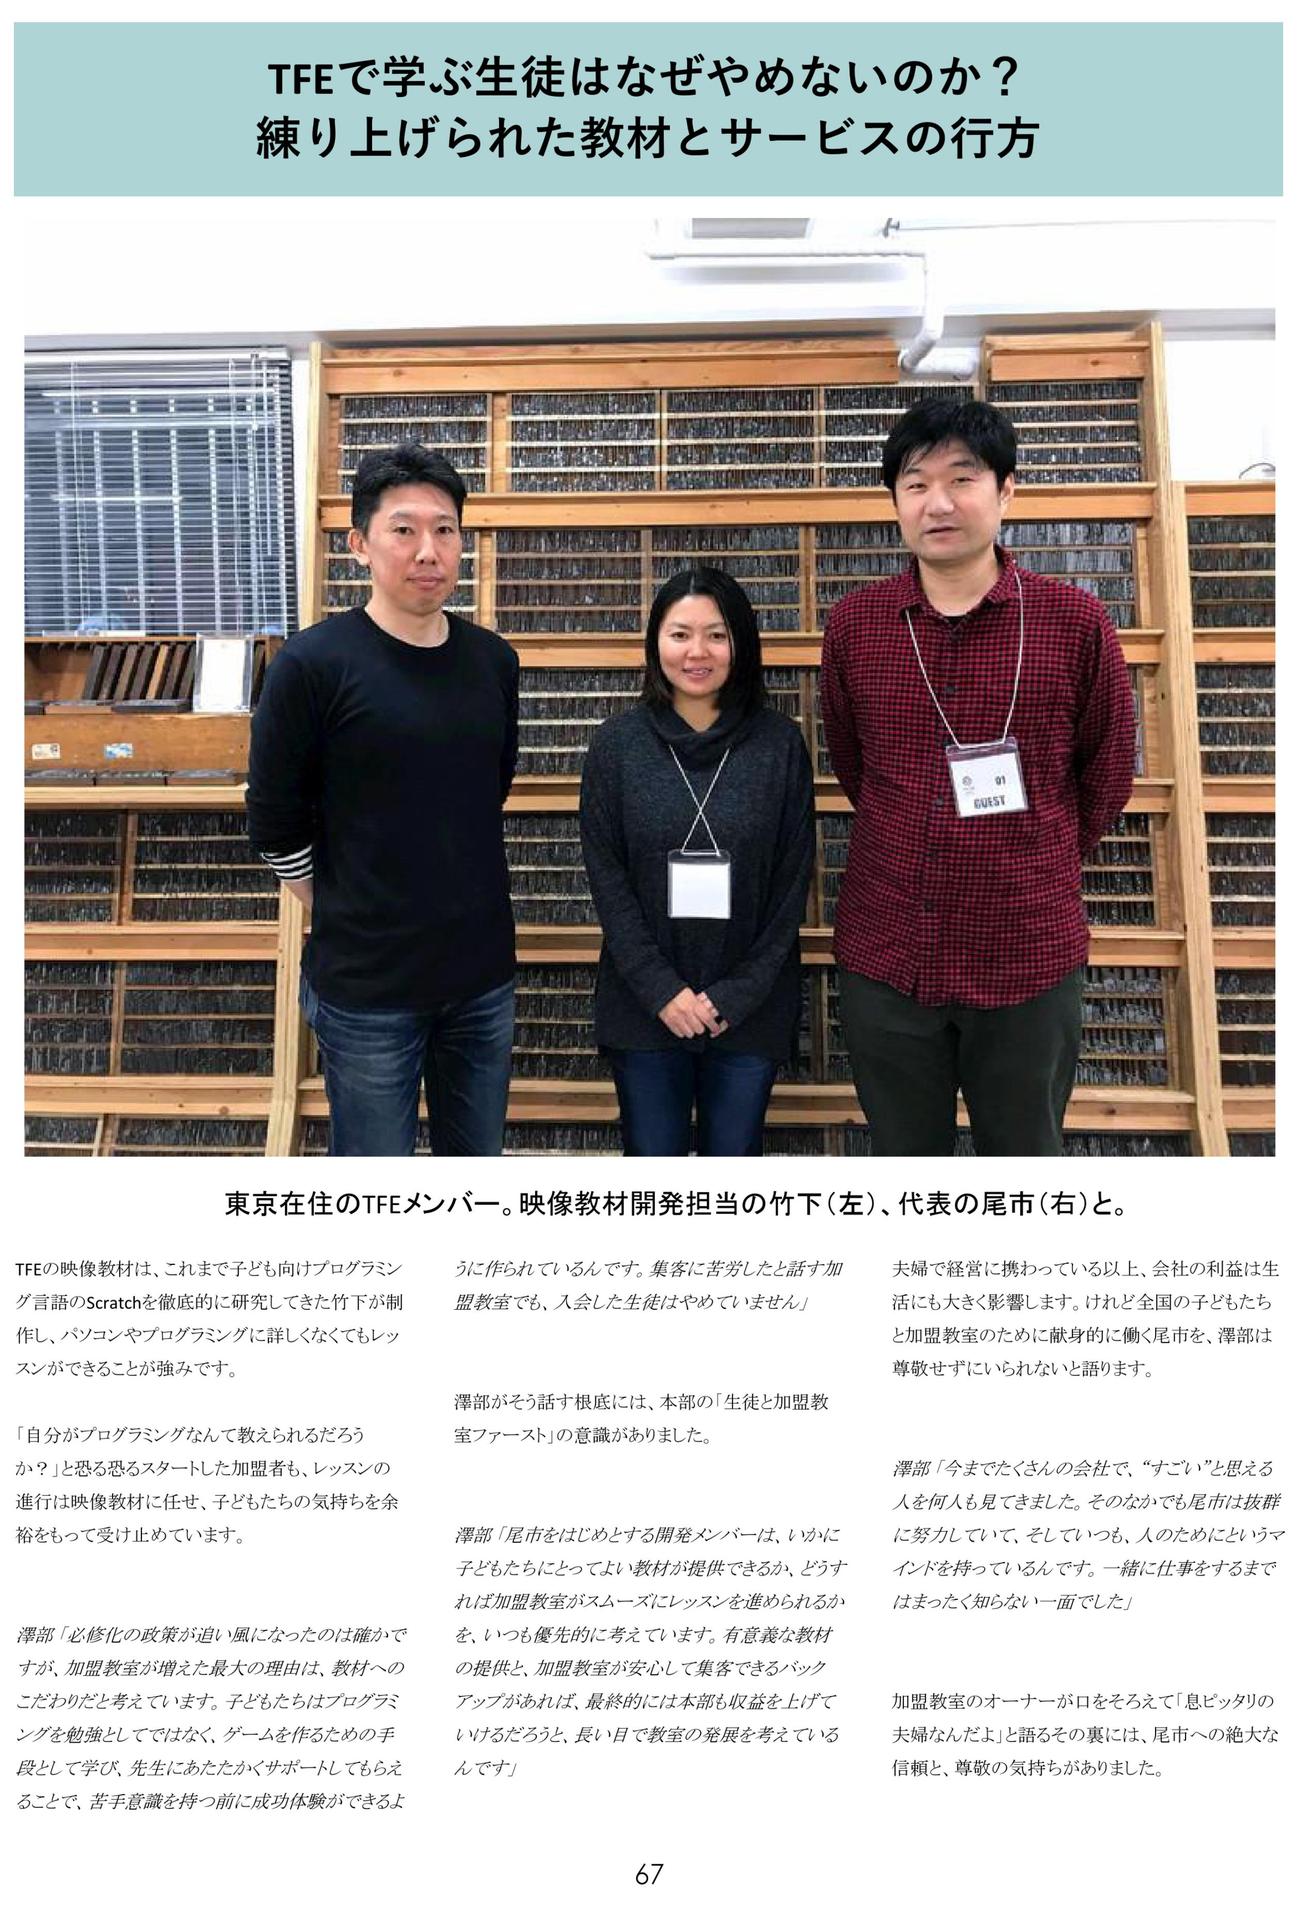 TFEで学ぶ生徒はなぜやめないのか？
練り上げられた教材とサービスの行方
01
GUEST
東京在住のTFEメンバー。映像教材開発担当の竹下（左）、代表の尾市（右）と。
TFEの映像教材は、これまで子ども向けプログラミン
グ言語のScratchを徹底的に研究してきた竹下が制
作し、パソコンやプログラミングに詳しくなくてもレッ
スンができることが強みです。
「自分がプログラミングなんて教えられるだろう
か？」と恐る恐るスタートした加盟者も、レッスンの
進行は映像教材に任せ、子どもたちの気持ちを余
裕をもって受け止めています。
澤部「必修化の政策が追い風になったのは確かで
すが、加盟教室が増えた最大の理由は、教材への
こだわりだと考えています。子どもたちはプログラミ
ングを勉強としてではなく、ゲームを作るための手
段として学び、先生にあたたかくサポートしてもらえ
ることで、苦手意識を持つ前に成功体験ができるよ
うに作られているんです。集客に苦労したと話す加
盟教室でも、入会した生徒はやめていません」
澤部がそう話す根底には、本部の「生徒と加盟教
室ファースト」の意識がありました。
澤部「尾市をはじめとする開発メンバーは、いかに
子どもたちにとってよい教材が提供できるか、どうす
れば加盟教室がスムーズにレッスンを進められるか
を、いつも優先的に考えています。有意義な教材
の提供と、加盟教室が安心して集客できるバック
アップがあれば、最終的には本部も収益を上げて
いけるだろうと、長い目で教室の発展を考えている
んです」
夫婦で経営に携わっている以上、会社の利益は生
活にも大きく影響します。けれど全国の子どもたち
と加盟教室のために献身的に働く尾市を、澤部は
尊敬せずにいられないと語ります。
澤部「今までたくさんの会社で、“すごい”と思える
人を何人も見てきました。そのなかでも尾市は抜群
に努力していて、そしていつも、人のためにというマ
インドを持っているんです。一緒に仕事をするまで
はまったく知らない一面でした」
加盟教室のオーナーが口をそろえて「息ピッタリの
夫婦なんだよ」と語るその裏には、尾市への絶大な
信頼と、尊敬の気持ちがありました。
67